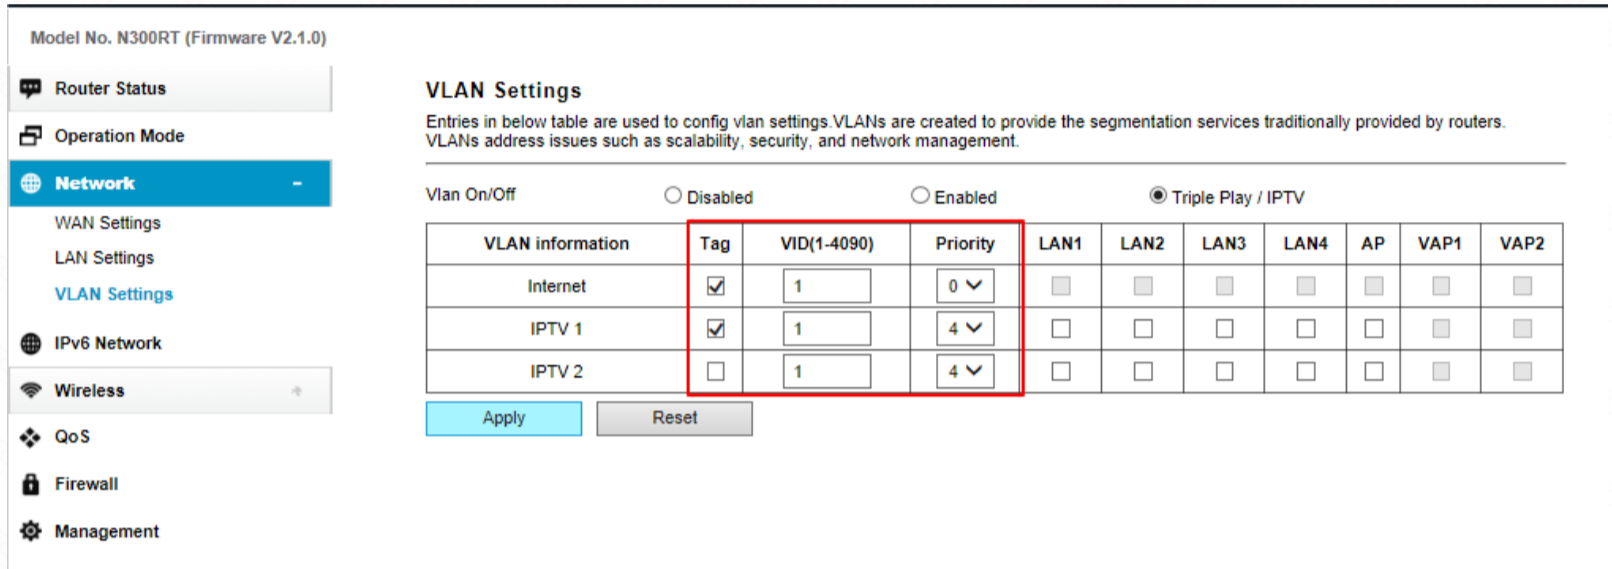 Model No. N300RT (Firmware V2.1.0)
Router Status
Operation Mode
Network -
WAN Settings
LAN Settings
VLAN Settings
IPv6 Network
Wireless
QoS
Firewall
Management
VLAN Settings
Entries in below table are used to config vlan settings.VLANs are created to provide the segmentation services traditionally provided by routers.
VLANs address issues such as scalability, security, and network management.
Vlan On/Off Disabled Enabled Triple Play / IPTV
VLAN information Tag VID(1-4090) Priority LAN1 LAN2 LAN3 LAN4 AP VAP1 VAP2
Internet 1 0
IPTV 1 1 4
IPTV 2 1 4
Apply Reset